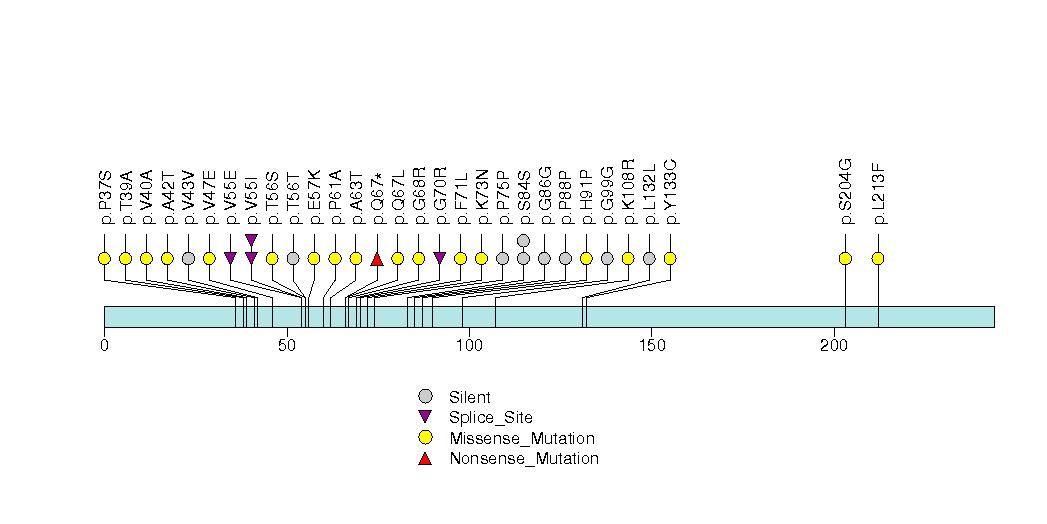 p.P37S
p.T39A
p.V40A
p.A42T
p.V43V
p.V47E
p.V55E
p.V55I
p.T56S
p.T56T
p.E57K
p.P61A
p.A63T
p.Q67*
p.Q67L
p.G68R
p.G70R
p.F71L
p.K73N
p.P75P
p.S84S
p.G86G
p.P88P
p.H91P
p.G99G
p.K108R
p.L132L
p.Y133C
p.S204G
p.L213F
0 50 100 150 200
Silent
Splice_Site
Missense_Mutation
Nonsense_Mutation